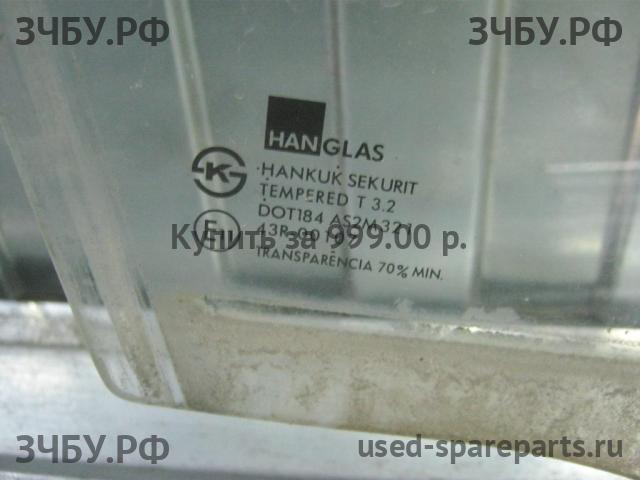 ЗЧБУ.РФ ЗЧБУ.РФ
HANGLAS
HANKUK SEKURIT
TEMPERED T 3.2
DOT184 AS2M321
Купить за 999.00 р.
TRANSPARENCIA 70% MIN.
ЗЧБУ.РФ used-spareparts.ru